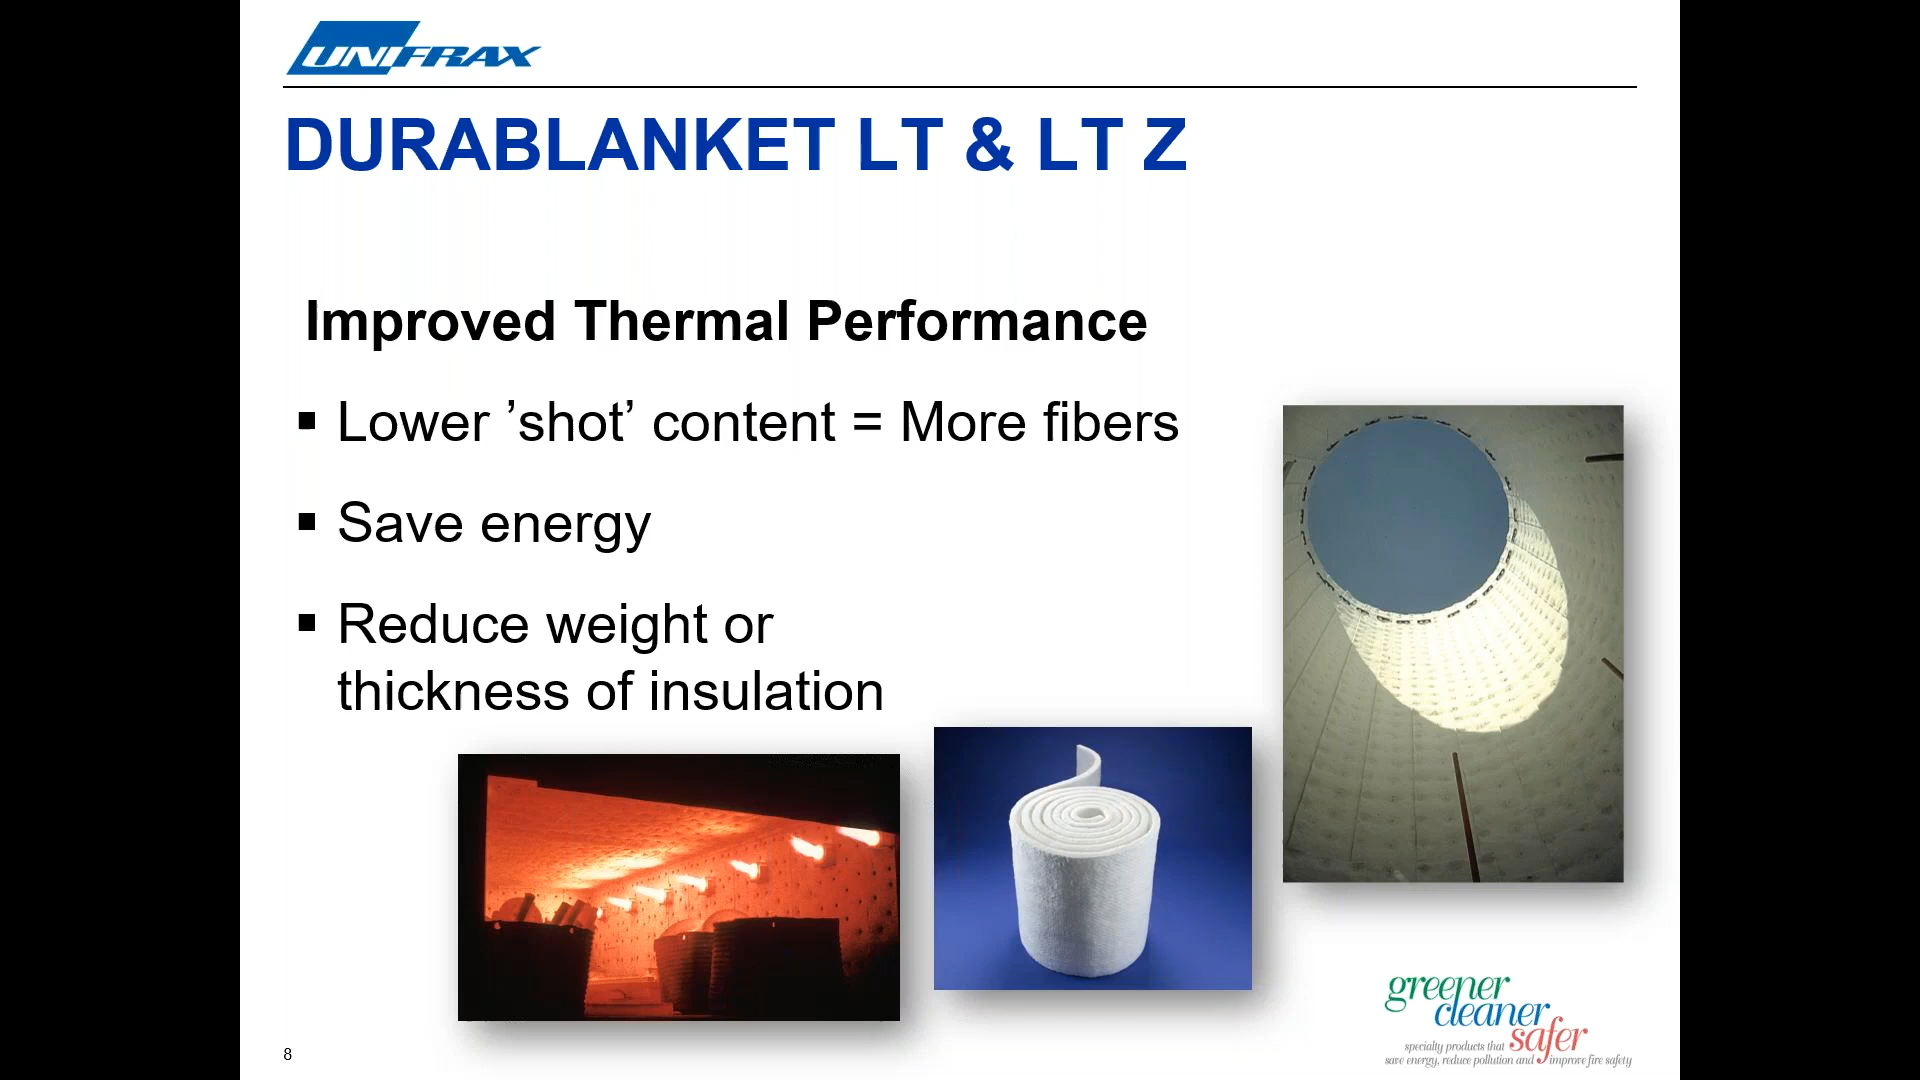 UNIFRAX
DURABLANKET LT & LT Z
Improved Thermal Performance
▪ Lower ’shot’ content = More fibers
▪ Save energy
▪ Reduce weight or
thickness of insulation
greener
cleaner
safer
specialty products that
save energy, reduce pollution and improve fire safety
8